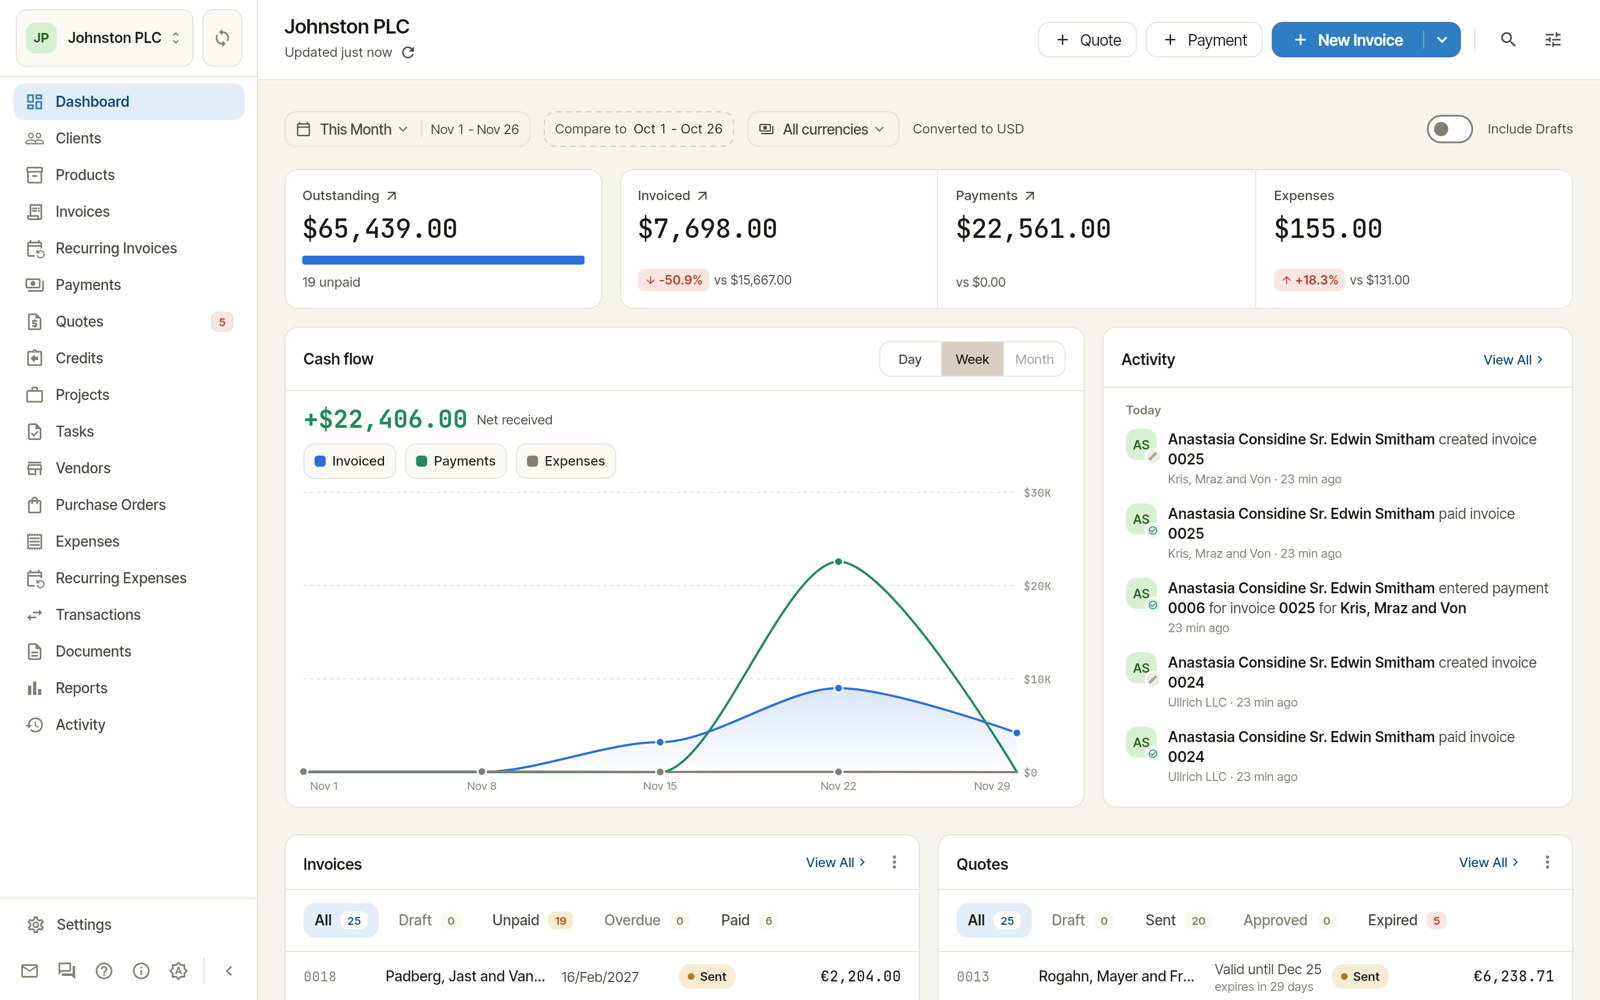 JP Johnston PLC
Dashboard
Clients
Products
Invoices
Recurring Invoices
Payments
Quotes 5
Credits
Projects
Tasks
Vendors
Purchase Orders
Expenses
Recurring Expenses
Transactions
Documents
Reports
Activity
Settings
Johnston PLC
Updated just now
Quote
Payment
New Invoice
This Month Nov 1 - Nov 26
Compare to Oct 1 - Oct 26
All currencies
Converted to USD
Include Drafts
Outstanding
$65,439.00
19 unpaid
Invoiced
$7,698.00
-50.9% vs $15,667.00
Payments
$22,561.00
vs $0.00
Expenses
$155.00
+18.3% vs $131.00
Cash flow
Day Week Month
+$22,406.00 Net received
Invoiced Payments Expenses
$30K
$20K
$10K
$0
Nov 1 Nov 8 Nov 15 Nov 22 Nov 29
Activity
View All
Today
AS Anastasia Considine Sr. Edwin Smitham created invoice
0025
Kris, Mraz and Von · 23 min ago
AS Anastasia Considine Sr. Edwin Smitham paid invoice
0025
Kris, Mraz and Von · 23 min ago
AS Anastasia Considine Sr. Edwin Smitham entered payment
0006 for invoice 0025 for Kris, Mraz and Von
23 min ago
AS Anastasia Considine Sr. Edwin Smitham created invoice
0024
Ullrich LLC · 23 min ago
AS Anastasia Considine Sr. Edwin Smitham paid invoice
0024
Ullrich LLC · 23 min ago
Invoices
View All
All 25 Draft 0 Unpaid 19 Overdue 0 Paid 6
0018 Padberg, Jast and Van... 16/Feb/2027 Sent €2,204.00
Quotes
View All
All 25 Draft 0 Sent 20 Approved 0 Expired 5
0013 Rogahn, Mayer and Fr... Valid until Dec 25 Sent €6,238.71
expires in 29 days